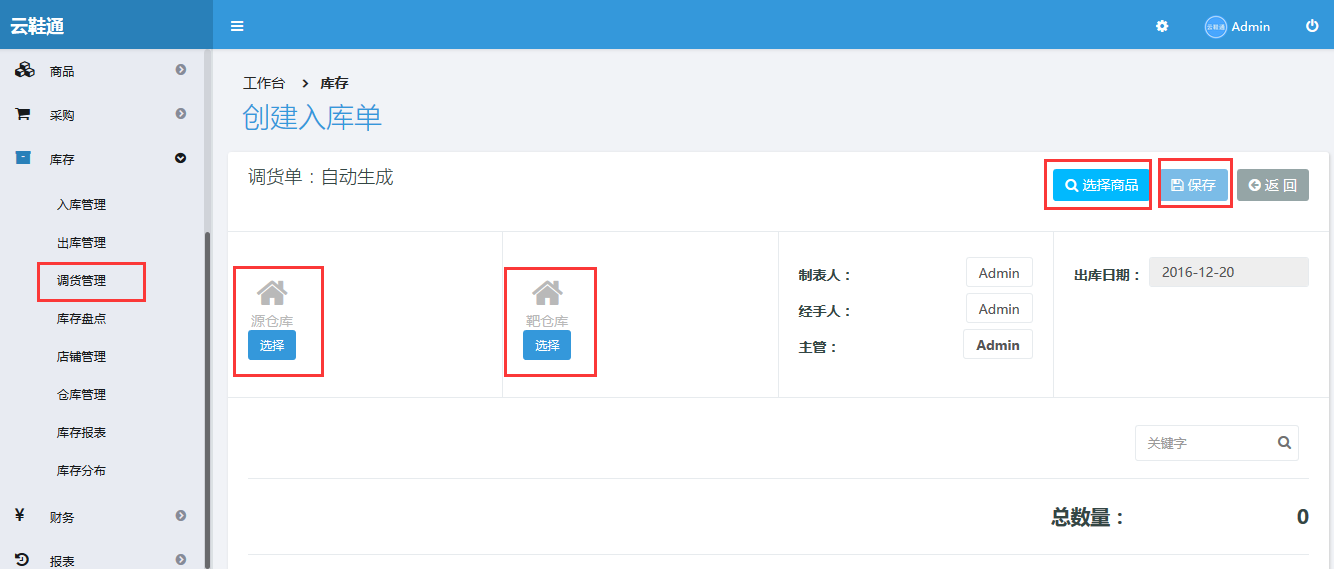 云鞋通
云鞋通
Admin
商品
采购
库存
入库管理
出库管理
调货管理
库存盘点
店铺管理
仓库管理
库存报表
库存分布
¥ 财务
报表
工作台 > 库存
创建入库单
调货单：自动生成
选择商品
保存
返回
源仓库
选择
靶仓库
选择
制表人： Admin
经手人： Admin
主管： Admin
出库日期： 2016-12-20
关键字
总数量： 0